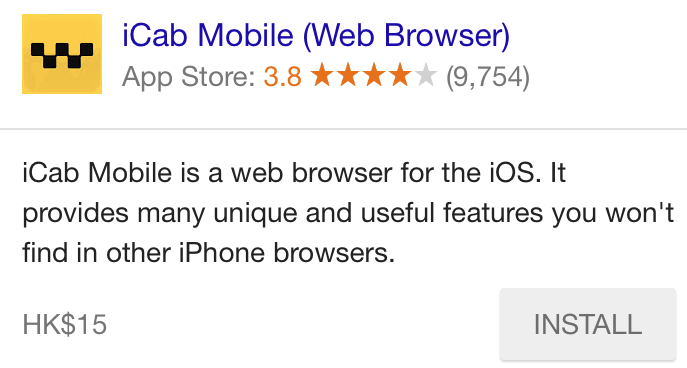 iCab Mobile (Web Browser)
App Store: 3.8 ★★★★★ (9,754)
iCab Mobile is a web browser for the iOS. It
provides many unique and useful features you won't
find in other iPhone browsers.
HK$15
INSTALL